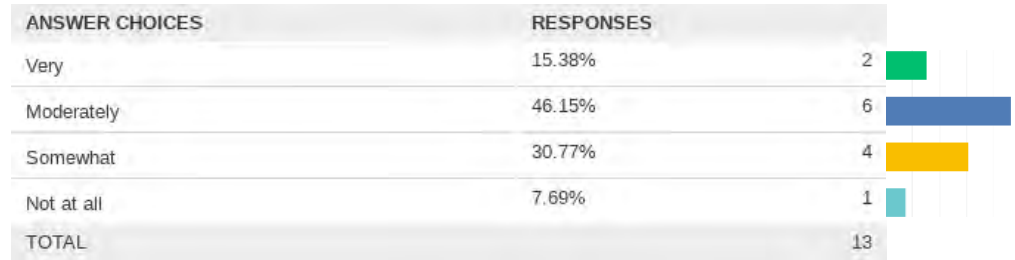 ANSWER CHOICES RESPONSES
Very 15.38% 2
Moderately 46.15% 6
Somewhat 30.77% 4
Not at all 7.69% 1
TOTAL 13